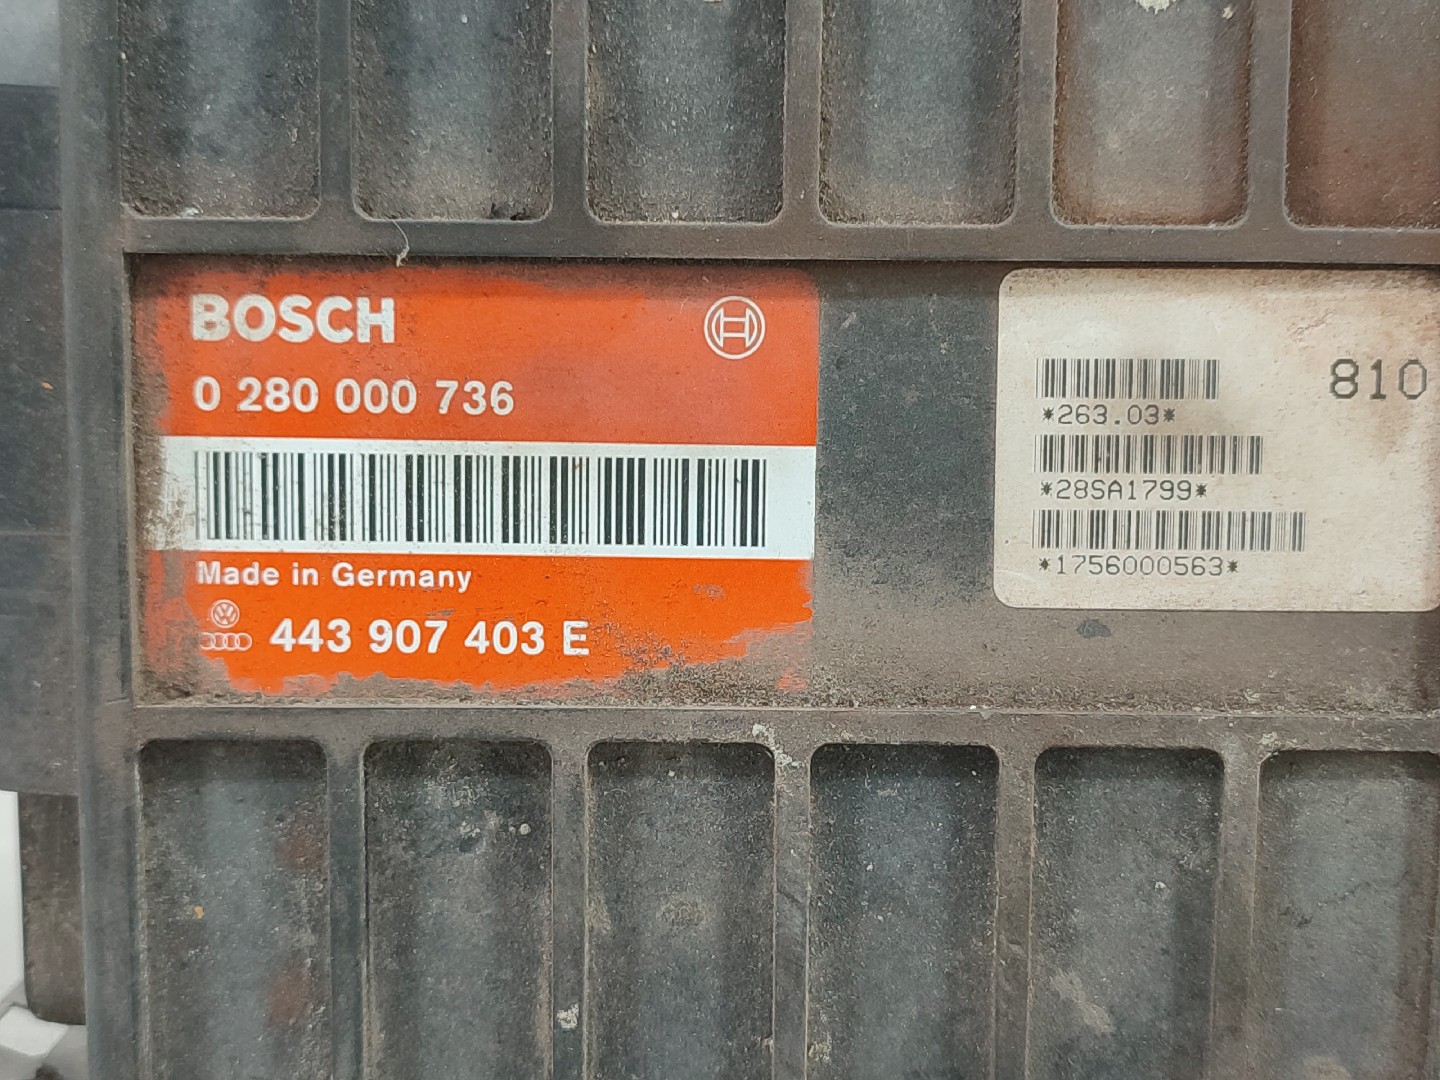 BOSCH
0 280 000 736
Made in Germany
443 907 403 E
810
*263.03*
*28SA1799*
*1756000563*